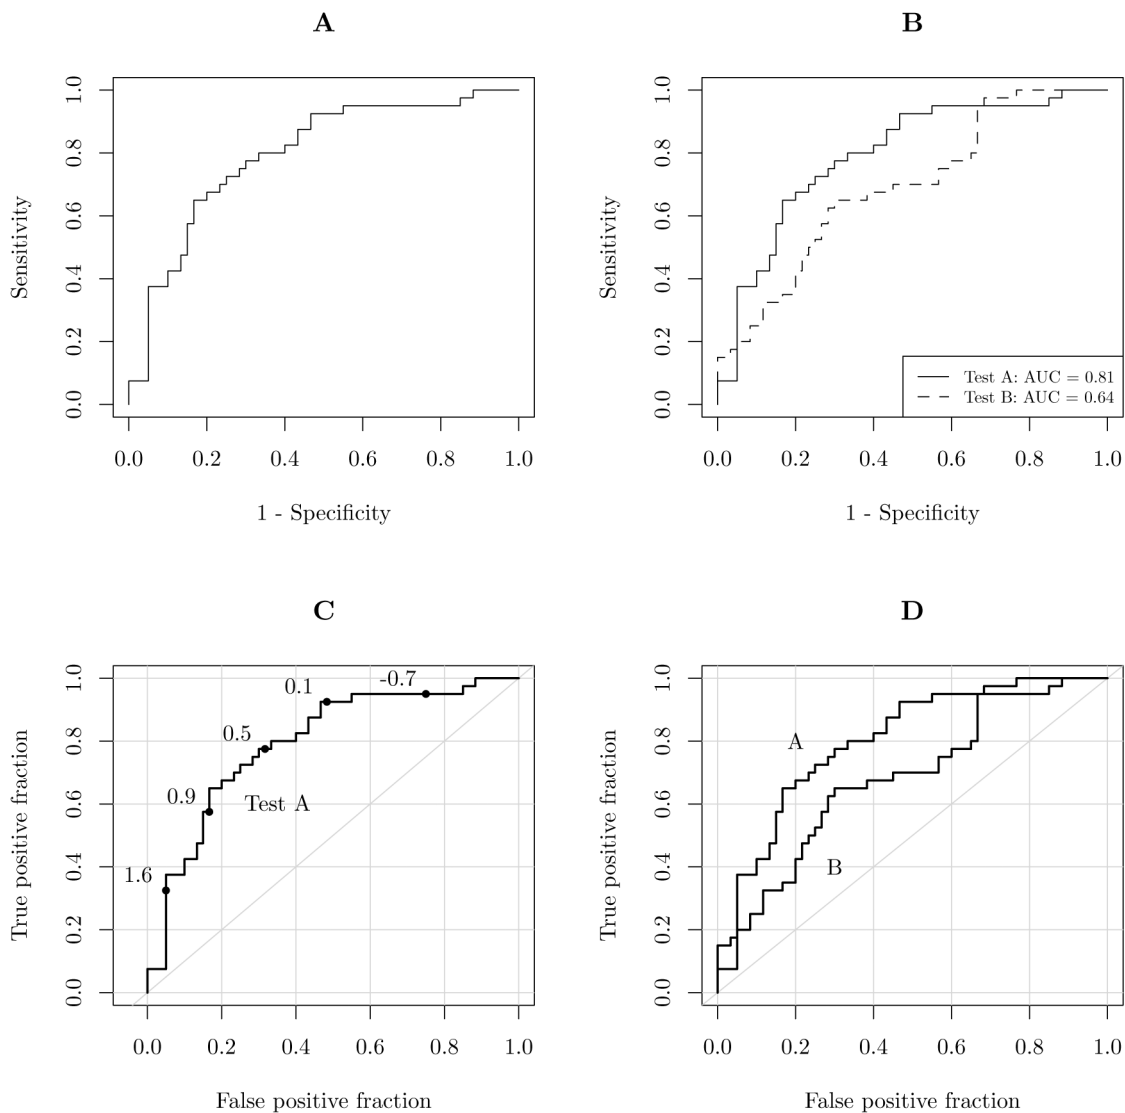 A
Sensitivity
1.0
0.8
0.6
0.4
0.2
0.0
0.0 0.2 0.4 0.6 0.8 1.0
1 - Specificity
B
Sensitivity
1.0
0.8
0.6
0.4
0.2
0.0
Test A: AUC = 0.81
Test B: AUC = 0.64
0.0 0.2 0.4 0.6 0.8 1.0
1 - Specificity
C
True positive fraction
1.0
0.8
0.6
0.4
0.2
0.0
-0.7
0.1
0.5
0.9
Test A
1.6
0.0 0.2 0.4 0.6 0.8 1.0
False positive fraction
D
True positive fraction
1.0
0.8
0.6
0.4
0.2
0.0
A
B
0.0 0.2 0.4 0.6 0.8 1.0
False positive fraction